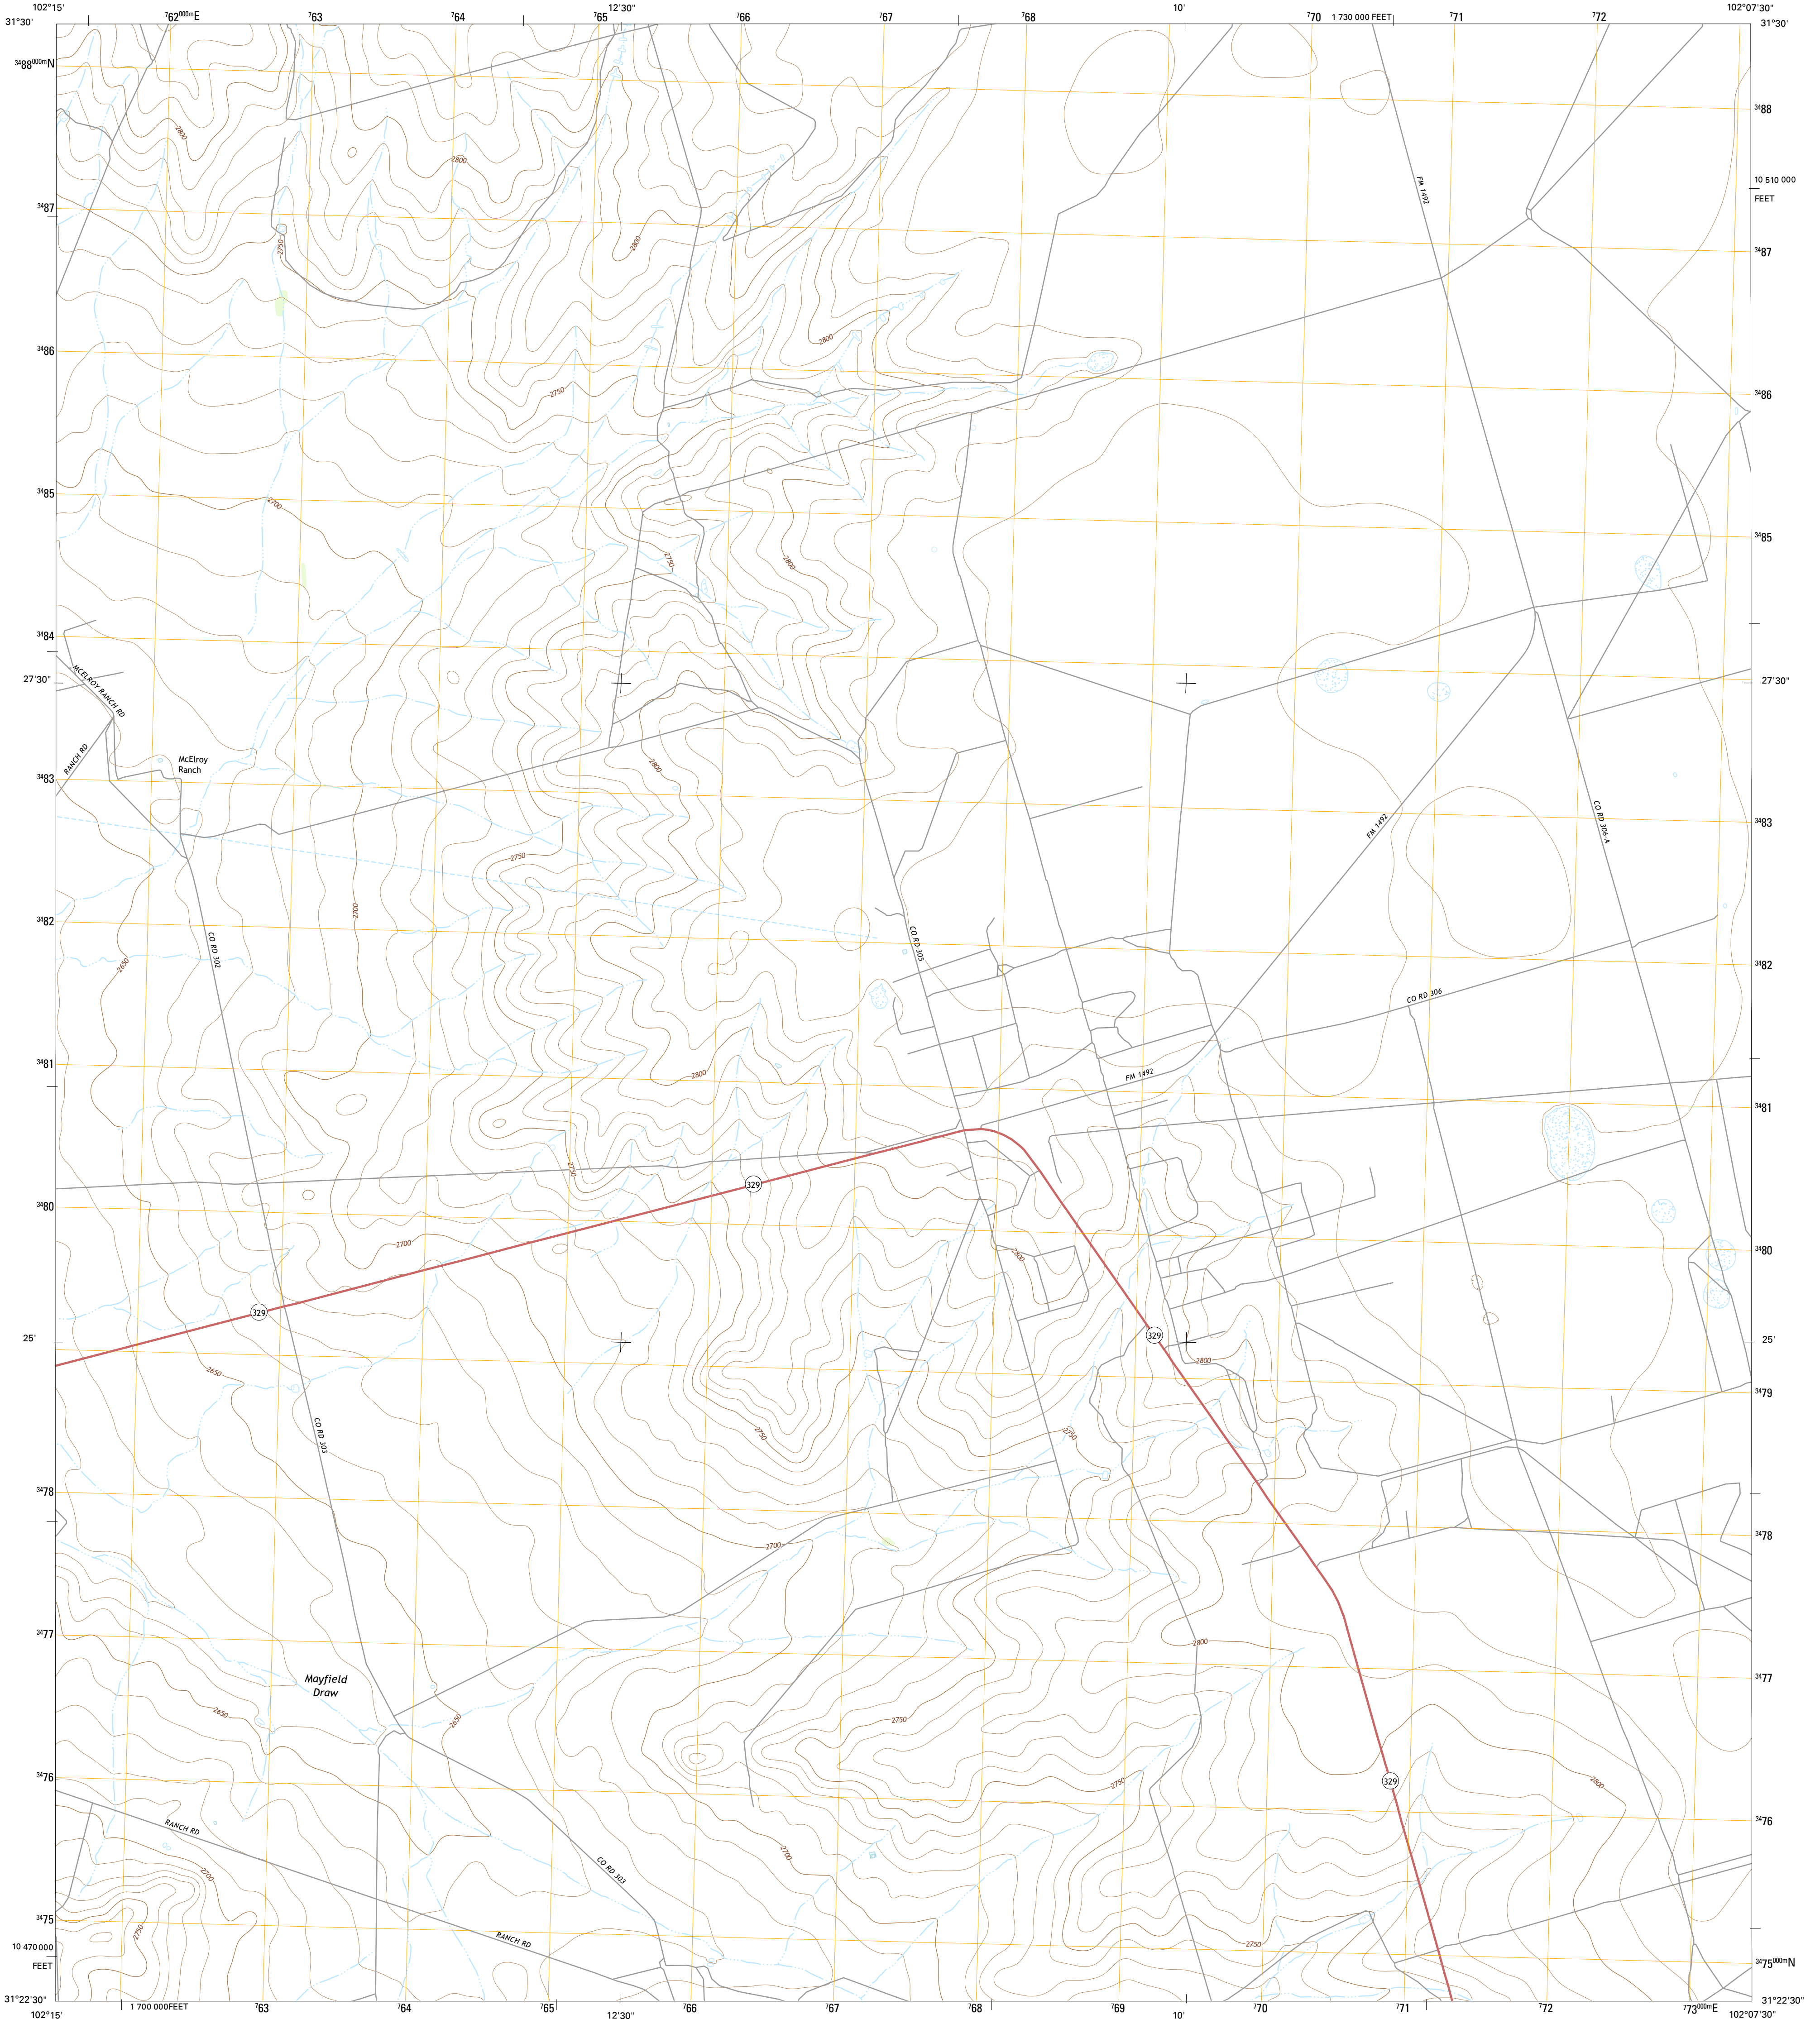 102°15' ⁷62⁰⁰⁰ᵐE ⁷63 ⁷64 ⁷65 12'30" ⁷66 ⁷67 ⁷68 10' ⁷70 1 730 000 FEET ⁷71 ⁷72 102°07'30"
31°30' 31°30'
³⁴88⁰⁰⁰ᵐN
³⁴88
2800
2800
FM 1492
10 510 000
FEET
³⁴87
2750
2800
³⁴87
2800
³⁴86
2750
³⁴86
2700
³⁴85
2750
2800
³⁴85
³⁴84
³⁴84
27'30"
MCELROY RANCH RD
27'30"
RANCH RD
McElroy
Ranch
2800
³⁴83
FM 1492
CO RD 306-A
³⁴83
2750
2700
³⁴82
CO RD 302
CO RD 305
2650
³⁴82
CO RD 306
³⁴81
2800
FM 1492
³⁴81
2750
329
³⁴80
2700
2800
³⁴80
329
329
25'
25'
2650
2800
³⁴79
CO RD 303
2750
2750
³⁴78
³⁴78
2700
³⁴77
2800
Mayfield
Draw
³⁴77
2650
2650
2750
³⁴76
2750
329
2800
³⁴76
RANCH RD
2700
2700
CO RD 303
³⁴75
2750
RANCH RD
2750
10 470 000
FEET
³⁴75⁰⁰⁰ᵐN
31°22'30" 31°22'30"
102°15' 1 700 000FEET ⁷63 ⁷64 ⁷65 12'30" ⁷66 ⁷67 ⁷68 ⁷69 10' ⁷70 ⁷71 ⁷72 ⁷73⁰⁰⁰ᵐE 102°07'30"